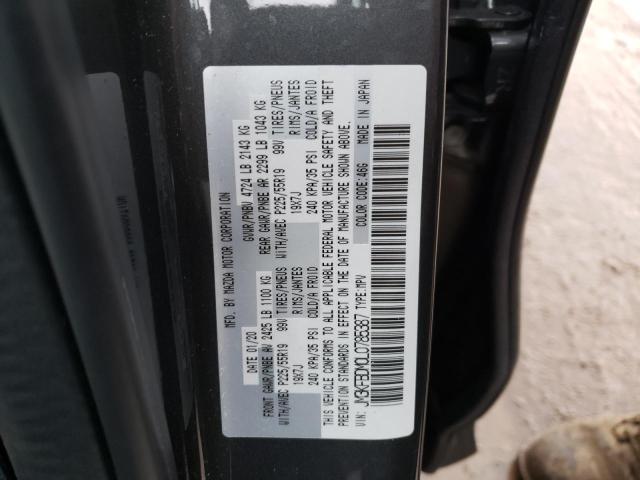 MFD. BY MAZDA MOTOR CORPORATION
DATE 01/20 GVWR/PNBV 4724 LB 2143 KG
FRONT GAWR/PNBE AV 2425 LB 1100 KG REAR GAWR/PNBE AR 2299 LB 1043 KG
WITH/AVEC P225/55R19 99V TIRES/PNEUS WITH/AVEC P225/55R19 99V TIRES/PNEUS
19X7J RIMS/JANTES 19X7J RIMS/JANTES
240 KPA/35 PSI COLD/A FROID 240 KPA/35 PSI COLD/A FROID
THIS VEHICLE CONFORMS TO ALL APPLICABLE FEDERAL MOTOR VEHICLE SAFETY AND THEFT
PREVENTION STANDARDS IN EFFECT ON THE DATE OF MANUFACTURE SHOWN ABOVE.
COLOR CODE:46G MADE IN JAPAN
VIN: JM3KFBDM0L0785387 TYPE:MPV